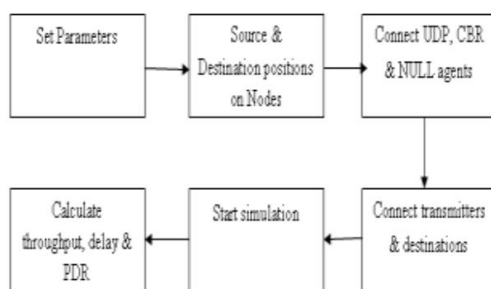 Set Parameters
Source &
Destination positions
on Nodes
Connect UDP, CBR
& NULL agents
Connect transmitters
& destinations
Start simulation
Calculate
throughput, delay &
PDR